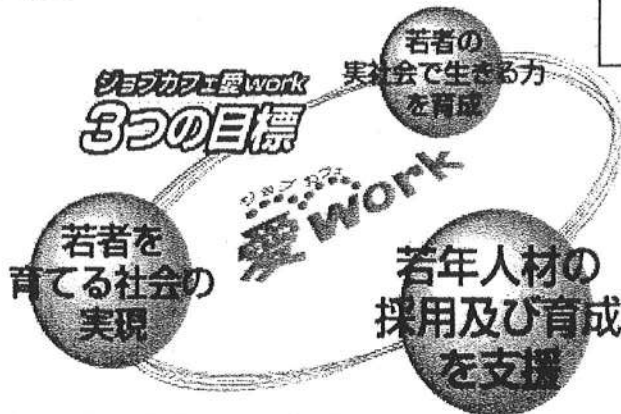 ジョブカフェ愛work
3つの目標
若者の
実社会で生きる力
を育成
ジョブ カフェ
愛work
若者を
育てる社会の
実現
若年人材の
採用及び育成
を支援